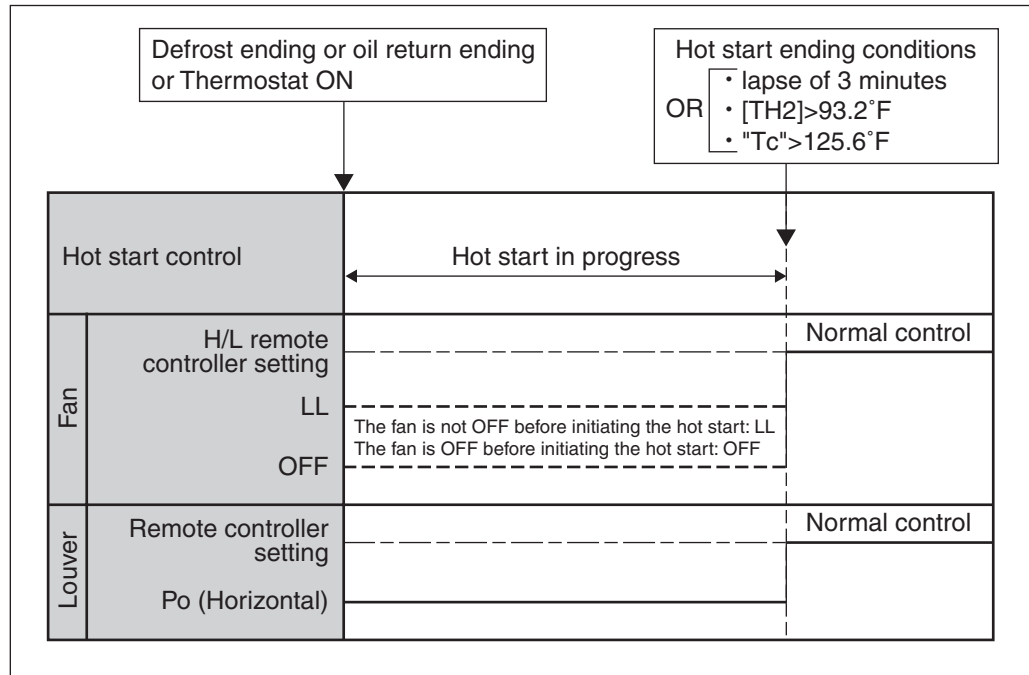 Defrost ending or oil return ending
or Thermostat ON
Hot start ending conditions
OR
・ lapse of 3 minutes
・ [TH2]>93.2˚F
・ "Tc">125.6˚F
Hot start control
Hot start in progress
Fan
H/L remote
controller setting
Normal control
LL
The fan is not OFF before initiating the hot start: LL
The fan is OFF before initiating the hot start: OFF
OFF
Louver
Remote controller
setting
Normal control
Po (Horizontal)